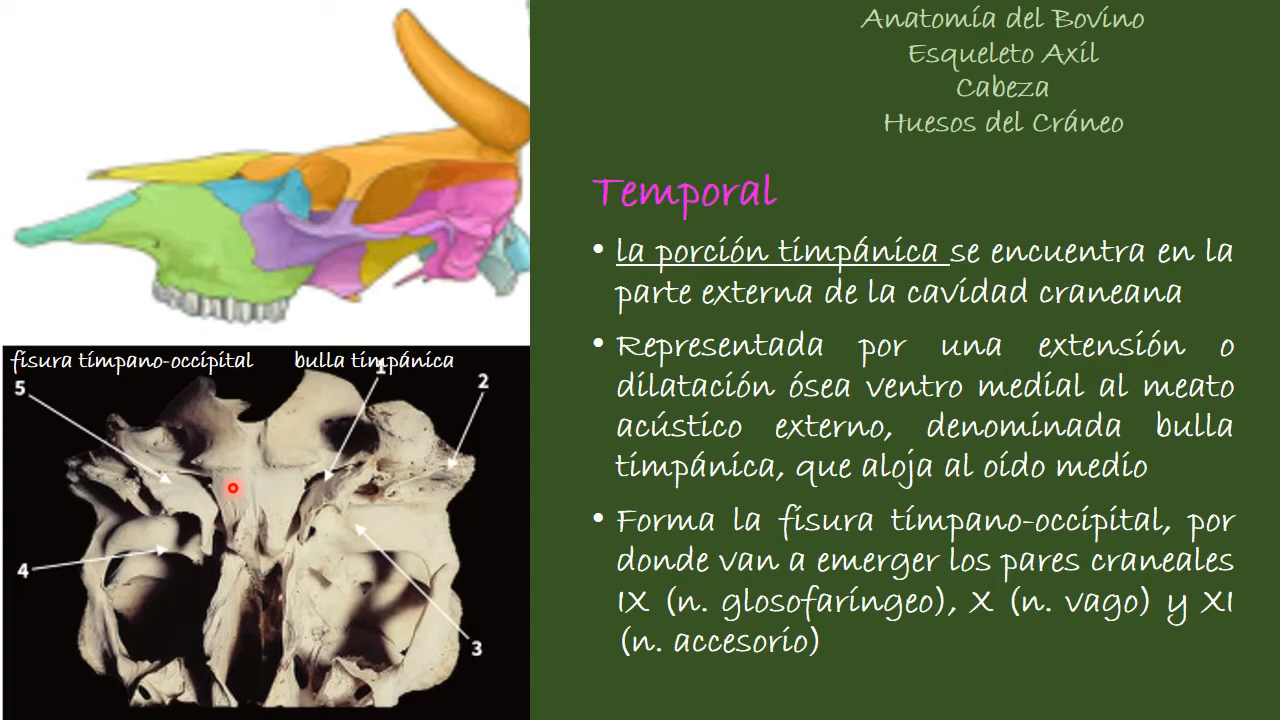 Anatomía del Bovino
Esqueleto Axil
Cabeza
Huesos del Cráneo
Temporal
• la porción timpánica se encuentra en la
parte externa de la cavidad craneana
• Representada por una extensión o
dilatación ósea ventro medial al meato
acústico externo, denominada bulla
timpánica, que aloja al oído medio
• Forma la fisura timpano-occipital, por
donde van a emerger los pares craneales
IX (n. glosofaríngeo), X (n. vago) y XI
(n. accesorio)
fisura timpano-occipital
bulla timpánica
1
2
5
4
3